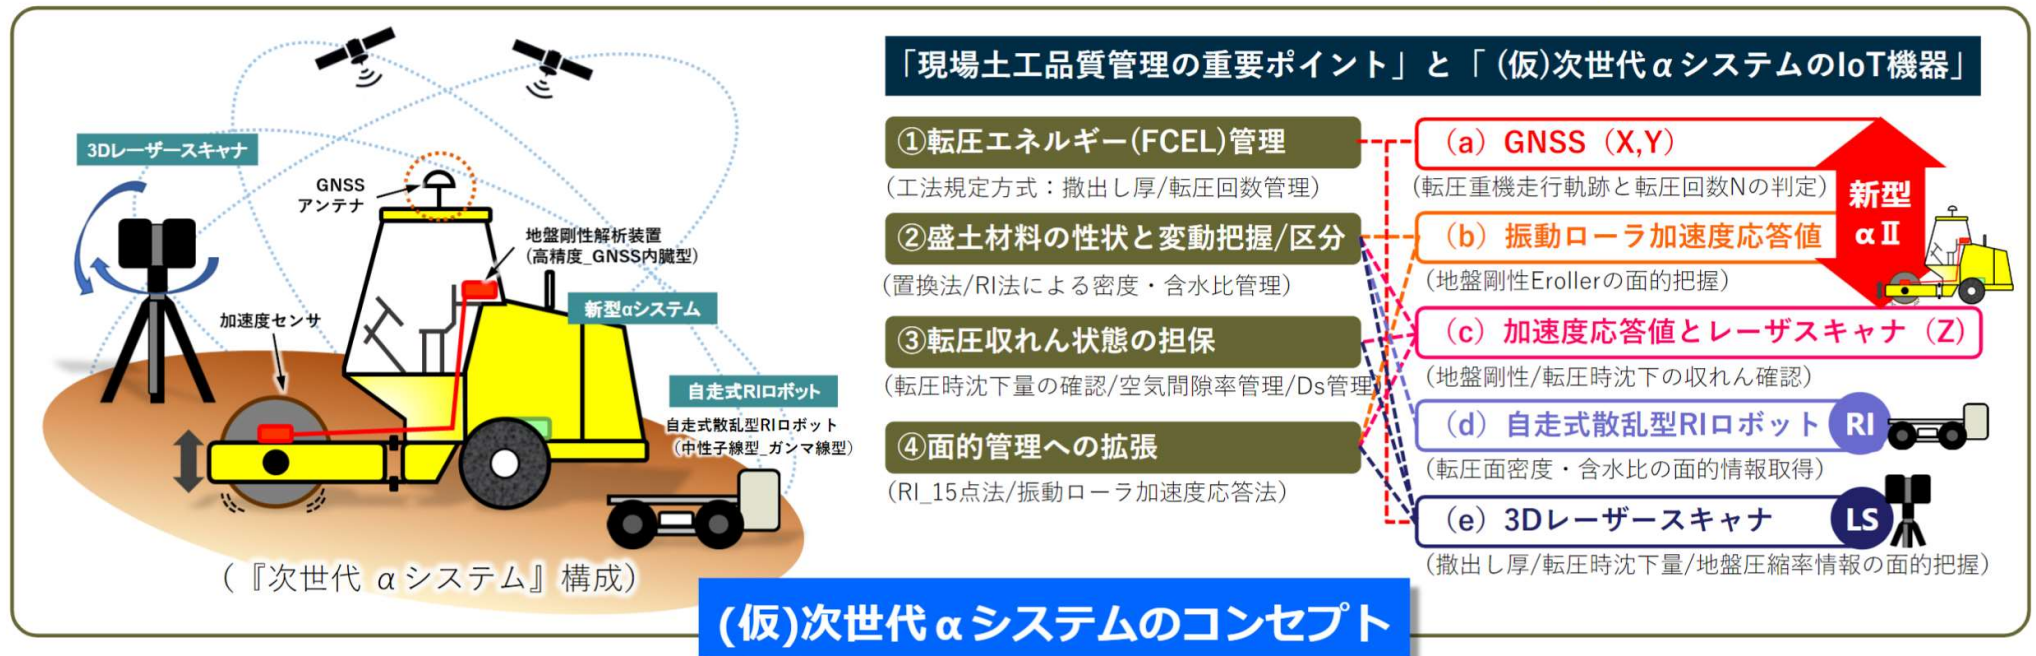 3Dレーザースキャナ
GNSS
アンテナ
地盤剛性解析装置
(高精度_GNSS内臓型)
新型αシステム
加速度センサ
自走式RIロボット
自走式散乱型RIロボット
(中性子線型_ガンマ線型)
(『次世代 αシステム』構成)
「現場土工品質管理の重要ポイント」と「 (仮)次世代αシステムのIoT機器」
①転圧エネルギー(FCEL)管理
(工法規定方式：撒出し厚/転圧回数管理)
②盛土材料の性状と変動把握/区分
(置換法/RI法による密度・含水比管理)
③転圧収れん状態の担保
(転圧時沈下量の確認/空気間隙率管理/Ds管理
④面的管理への拡張
(RI_15点法/振動ローラ加速度応答法)
(a) GNSS (X,Y)
(転圧重機走行軌跡と転圧回数Nの判定)
(b) 振動ローラ加速度応答値
(地盤剛性Erollerの面的把握)
新型
αⅡ
(c) 加速度応答値とレーザスキャナ (Z)
(地盤剛性/転圧時沈下の収れん確認)
(d) 自走式散乱型RIロボット
RI
(転圧面密度・含水比の面的情報取得)
(e) 3Dレーザースキャナ
LS
(撒出し厚/転圧時沈下量/地盤圧縮率情報の面的把握)
(仮)次世代αシステムのコンセプト